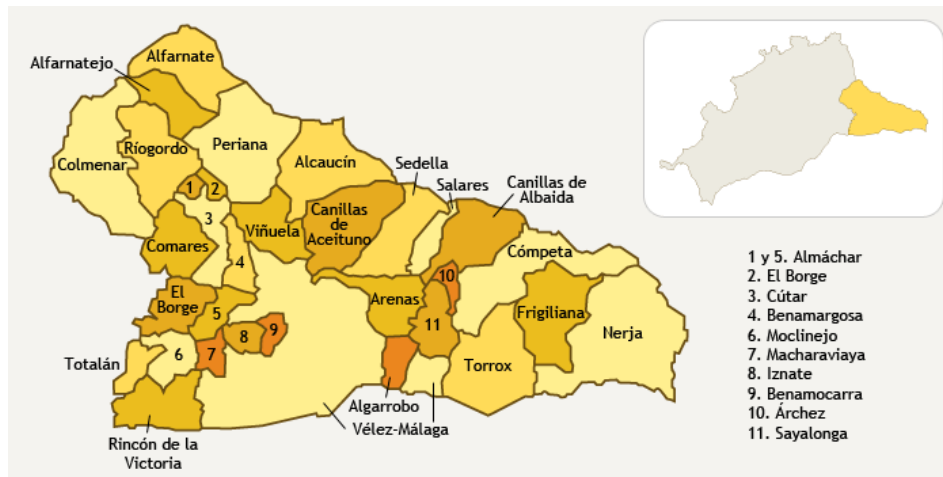 Alfarnate
Alfarnatejo
Colmenar
Ríogordo
Periana
Alcaucín
Sedella
Salares
Canillas de
Albaida
1
2
3
Comares
Viñuela
Canillas
de
Aceituno
Cómpeta
4
10
El
Borge
5
Arenas
11
Frigiliana
Nerja
Totalán
6
7
8
9
Torrox
Algarrobo
Vélez-Málaga
Rincón de la
Victoria
1 y 5. Almáchar
2. El Borge
3. Cútar
4. Benamargosa
6. Moclinejo
7. Macharaviaya
8. Iznate
9. Benamocarra
10. Árchez
11. Sayalonga